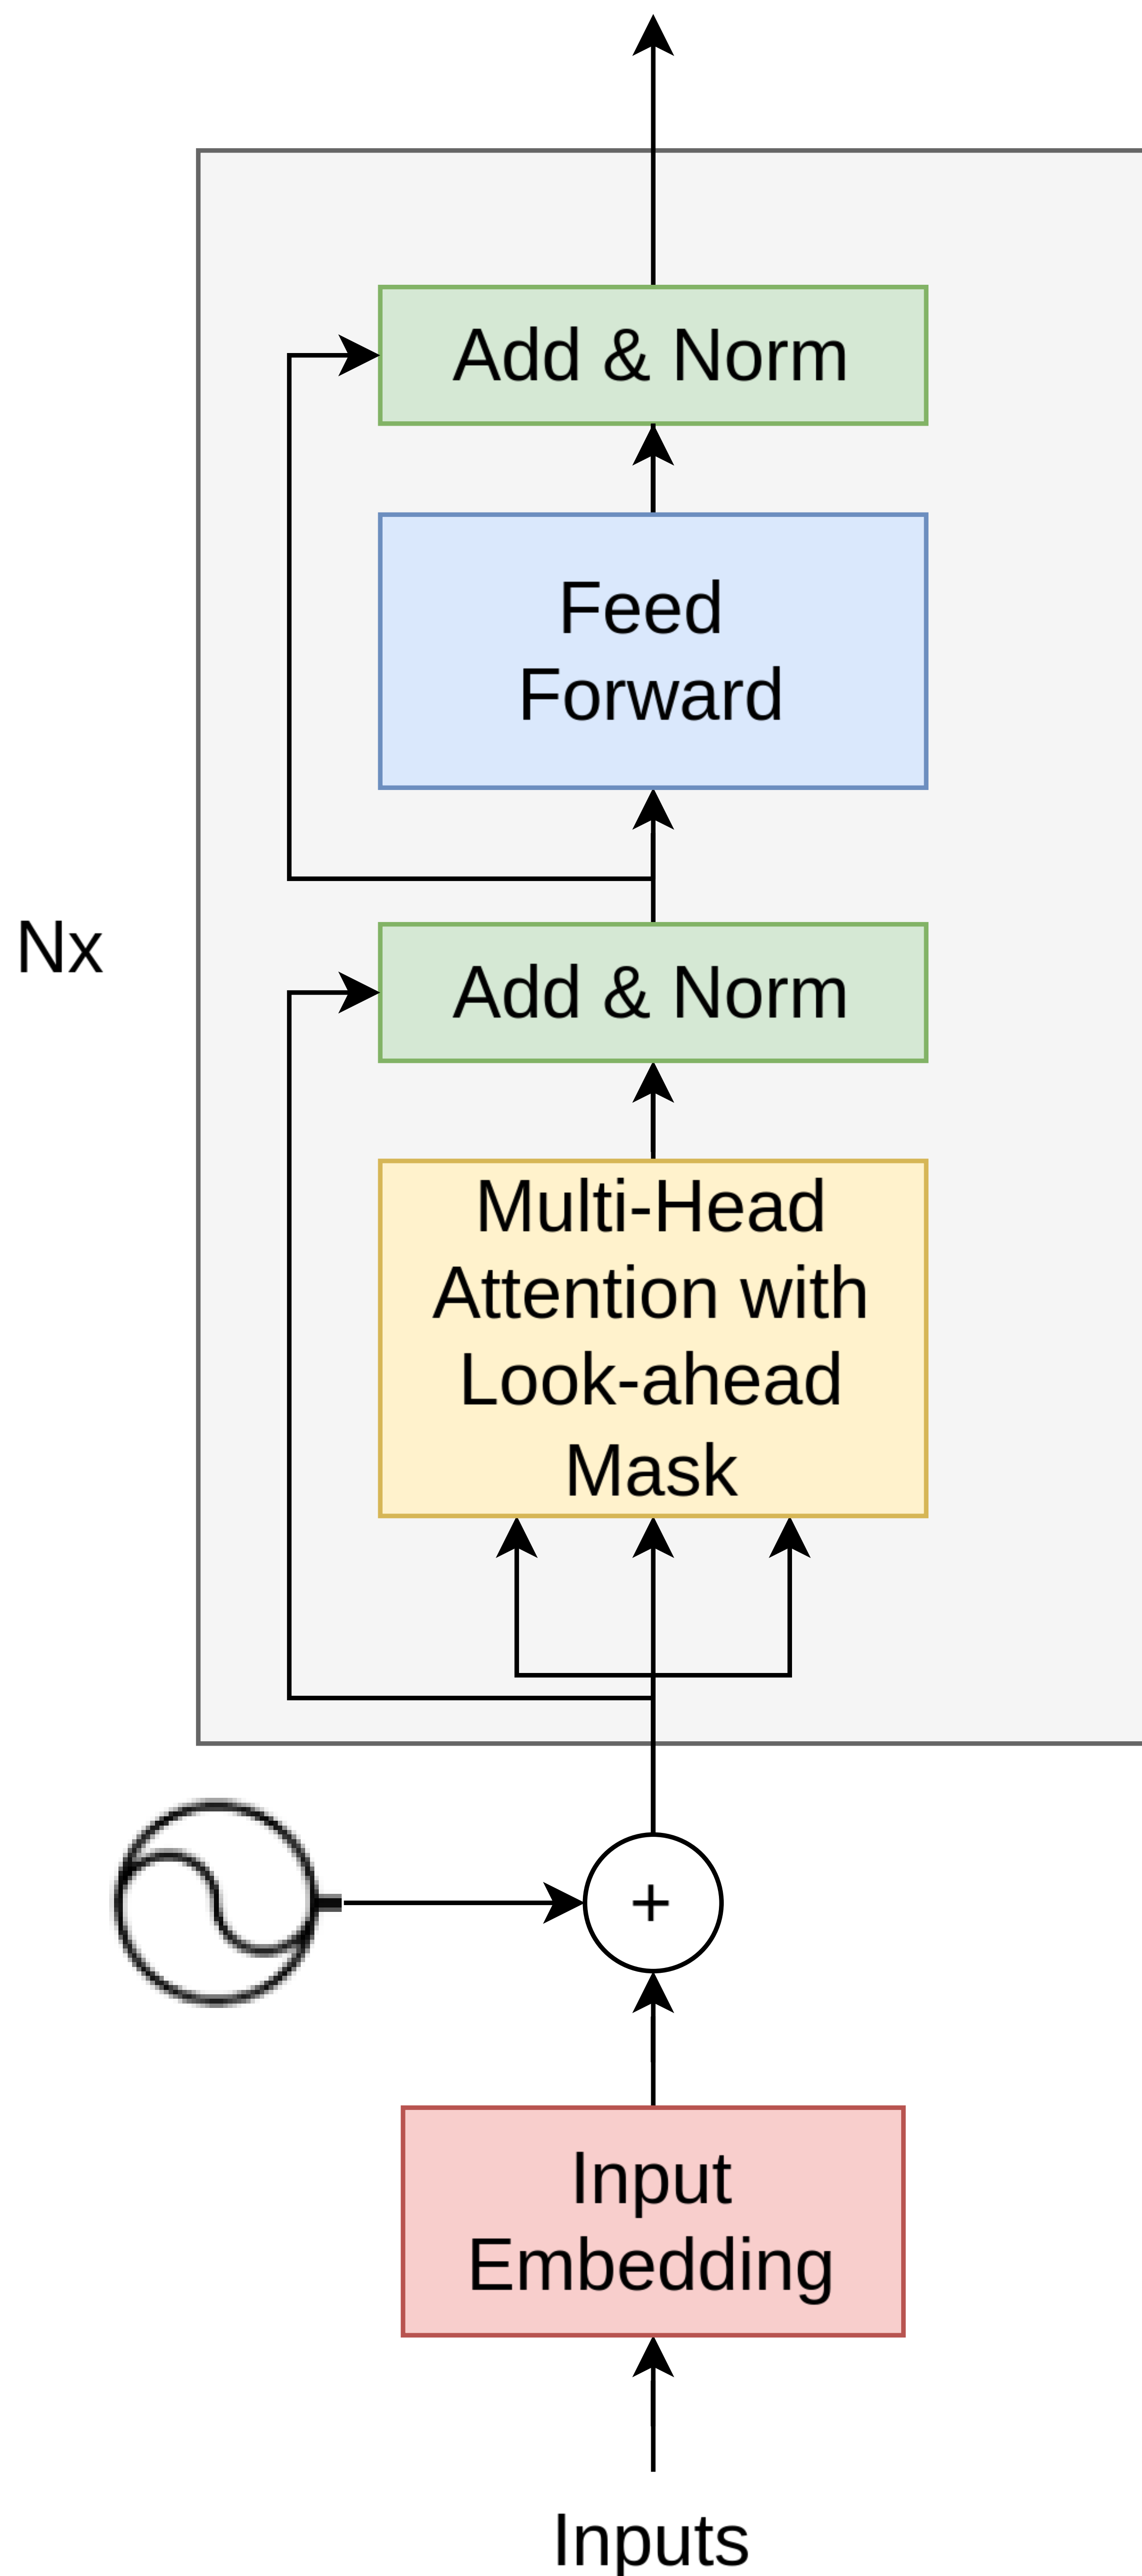 Add & Norm
Feed
Forward
Nx
Add & Norm
Multi-Head
Attention with
Look-ahead
Mask
+
Input
Embedding
Inputs